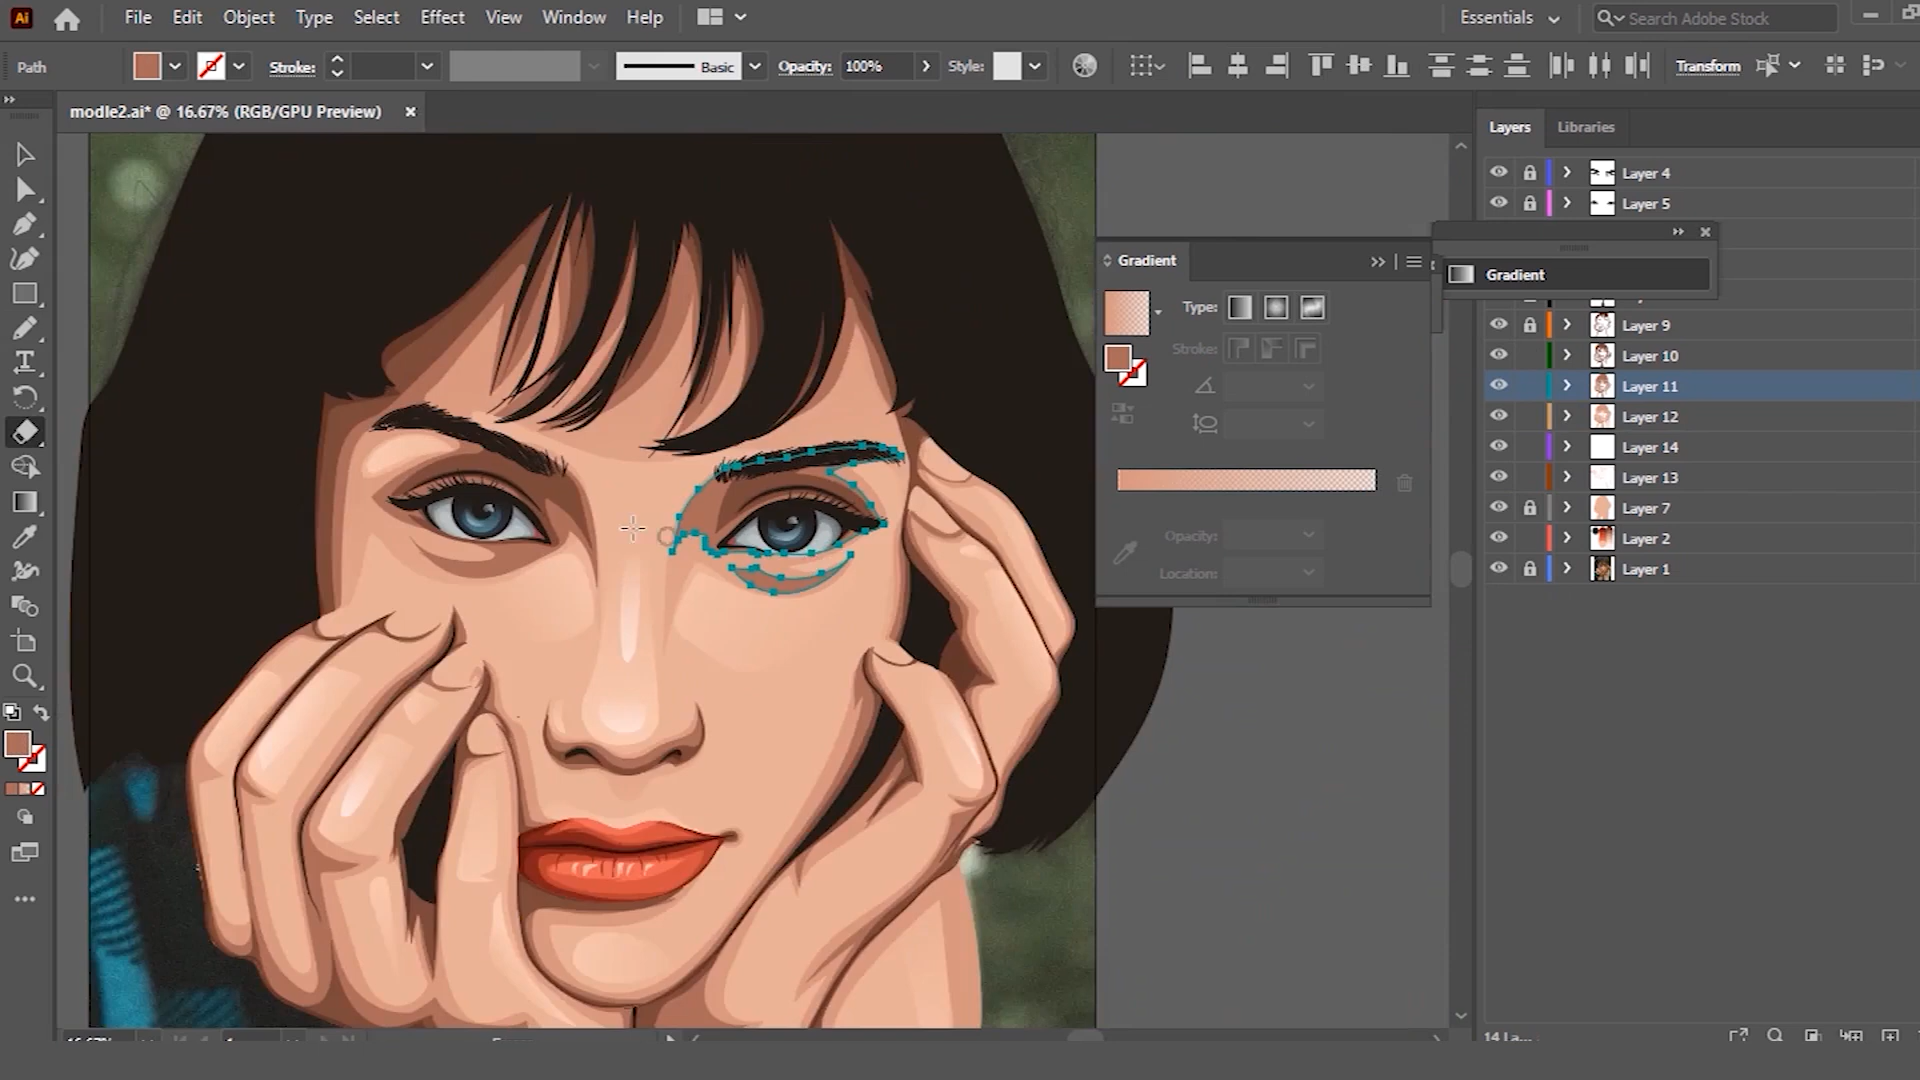 Ai File Edit Object Type Select Effect View Window Help Essentials Search Adobe Stock
Path Stroke: Basic Opacity: 100% Style: Transform
modle2.ai* @ 16.67% (RGB/GPU Preview)
Layers Libraries
Layer 4
Layer 5
Gradient
Gradient
Type:
Stroke:
Layer 9
Layer 10
Layer 11
Layer 12
Layer 14
Layer 13
Layer 7
Layer 2
Layer 1
Opacity:
Location: